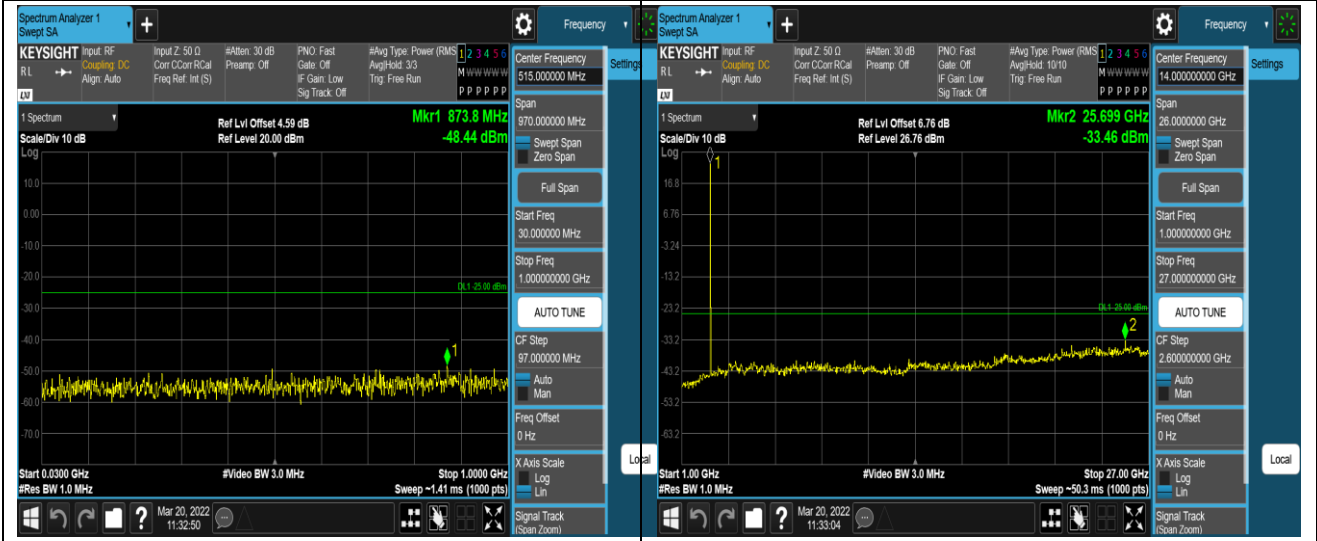 Spectrum Analyzer 1
Swept SA
Frequency
KEYSIGHT
RL
LXI
Input: RF
Coupling: DC
Align: Auto
Input Z: 50 Ω
Corr CCorr RCal
Freq Ref: Int (S)
#Atten: 30 dB
Preamp: Off
PNO: Fast
Gate: Off
IF Gain: Low
Sig Track: Off
#Avg Type: Power (RMS
Avg|Hold: 3/3
Trig: Free Run
1 2 3 4 5 6
M W W W W W
P P P P P P
Center Frequency
515.000000 MHz
Settings
1 Spectrum
Scale/Div 10 dB
Log
Ref Lvl Offset 4.59 dB
Ref Level 20.00 dBm
Mkr1 873.8 MHz
-48.44 dBm
Span
970.000000 MHz
Swept Span
Zero Span
Full Span
Start Freq
30.000000 MHz
Stop Freq
1.000000000 GHz
AUTO TUNE
CF Step
97.000000 MHz
Auto
Man
Freq Offset
0 Hz
X Axis Scale
Log
Lin
Signal Track
(Span Zoom)
Local
10.0
0.00
-10.0
-20.0
DL1 -25.00 dBm
-30.0
-40.0
1
-50.0
-60.0
-70.0
Start 0.0300 GHz
#Res BW 1.0 MHz
#Video BW 3.0 MHz
Stop 1.0000 GHz
Sweep ~1.41 ms (1000 pts)
?
Mar 20, 2022
11:32:50
Spectrum Analyzer 1
Swept SA
Frequency
KEYSIGHT
RL
LXI
Input: RF
Coupling: DC
Align: Auto
Input Z: 50 Ω
Corr CCorr RCal
Freq Ref: Int (S)
#Atten: 30 dB
Preamp: Off
PNO: Fast
Gate: Off
IF Gain: Low
Sig Track: Off
#Avg Type: Power (RMS
Avg|Hold: 10/10
Trig: Free Run
1 2 3 4 5 6
M W W W W W
P P P P P P
Center Frequency
14.000000000 GHz
Settings
1 Spectrum
Scale/Div 10 dB
Log
Ref Lvl Offset 6.76 dB
Ref Level 26.76 dBm
Mkr2 25.699 GHz
-33.46 dBm
Span
26.0000000 GHz
Swept Span
Zero Span
Full Span
Start Freq
1.000000000 GHz
Stop Freq
27.000000000 GHz
AUTO TUNE
CF Step
2.600000000 GHz
Auto
Man
Freq Offset
0 Hz
X Axis Scale
Log
Lin
Signal Track
(Span Zoom)
Local
1
16.8
6.76
-3.24
-13.2
-23.2
DL1 -25.00 dBm
2
-33.2
-43.2
-53.2
-63.2
Start 1.00 GHz
#Res BW 1.0 MHz
#Video BW 3.0 MHz
Stop 27.00 GHz
Sweep ~50.3 ms (1000 pts)
?
Mar 20, 2022
11:33:04